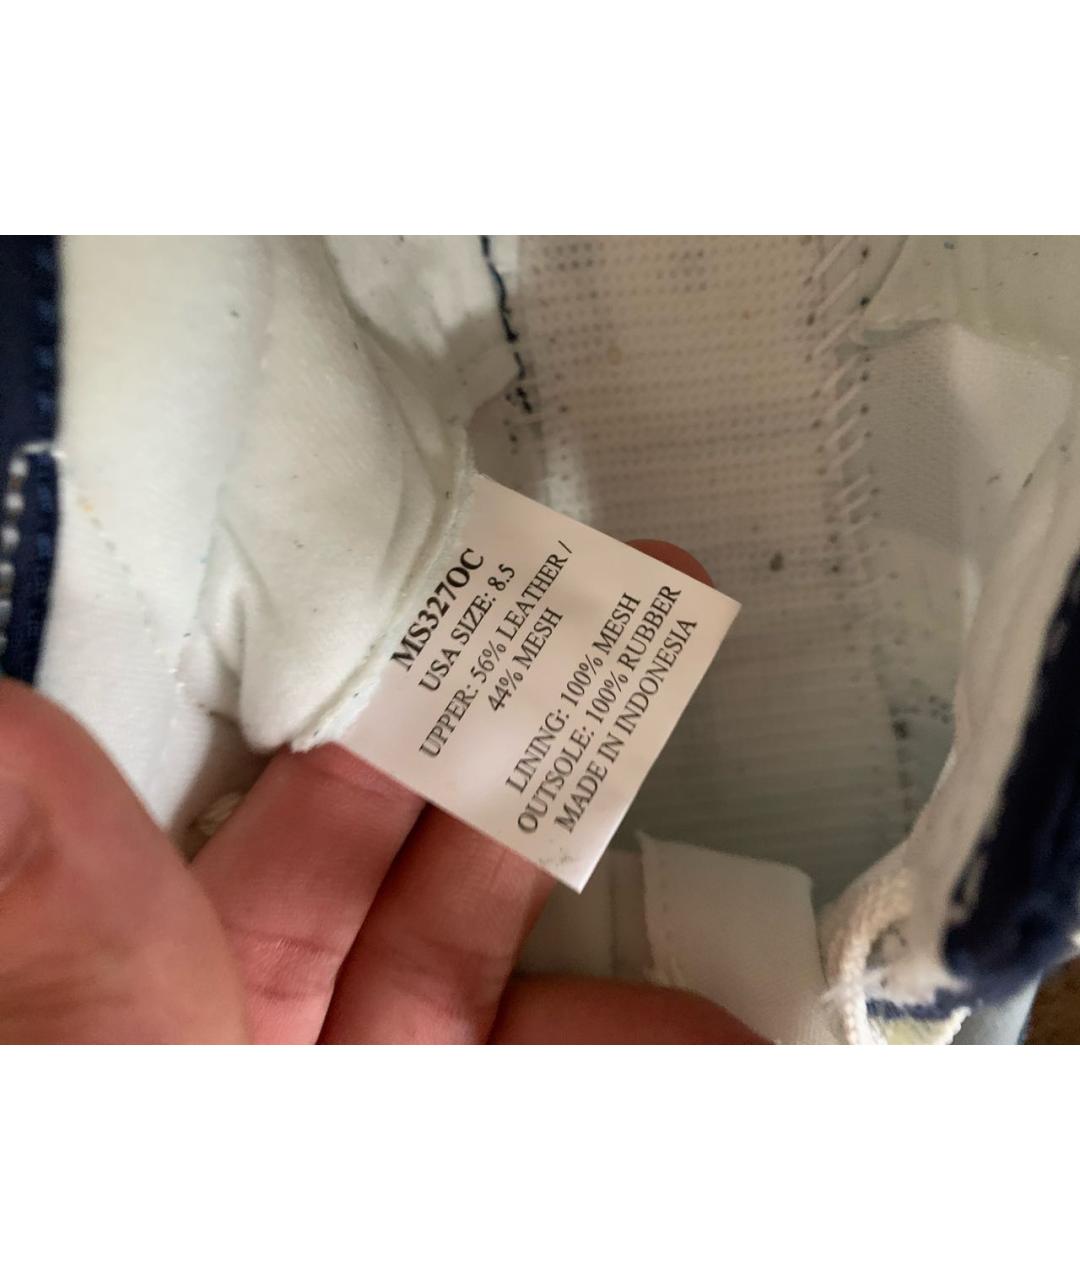 MS327OC
USA SIZE: 8.5
UPPER: 56% LEATHER /
44% MESH
LINING: 100% MESH
OUTSOLE: 100% RUBBER
MADE IN INDONESIA